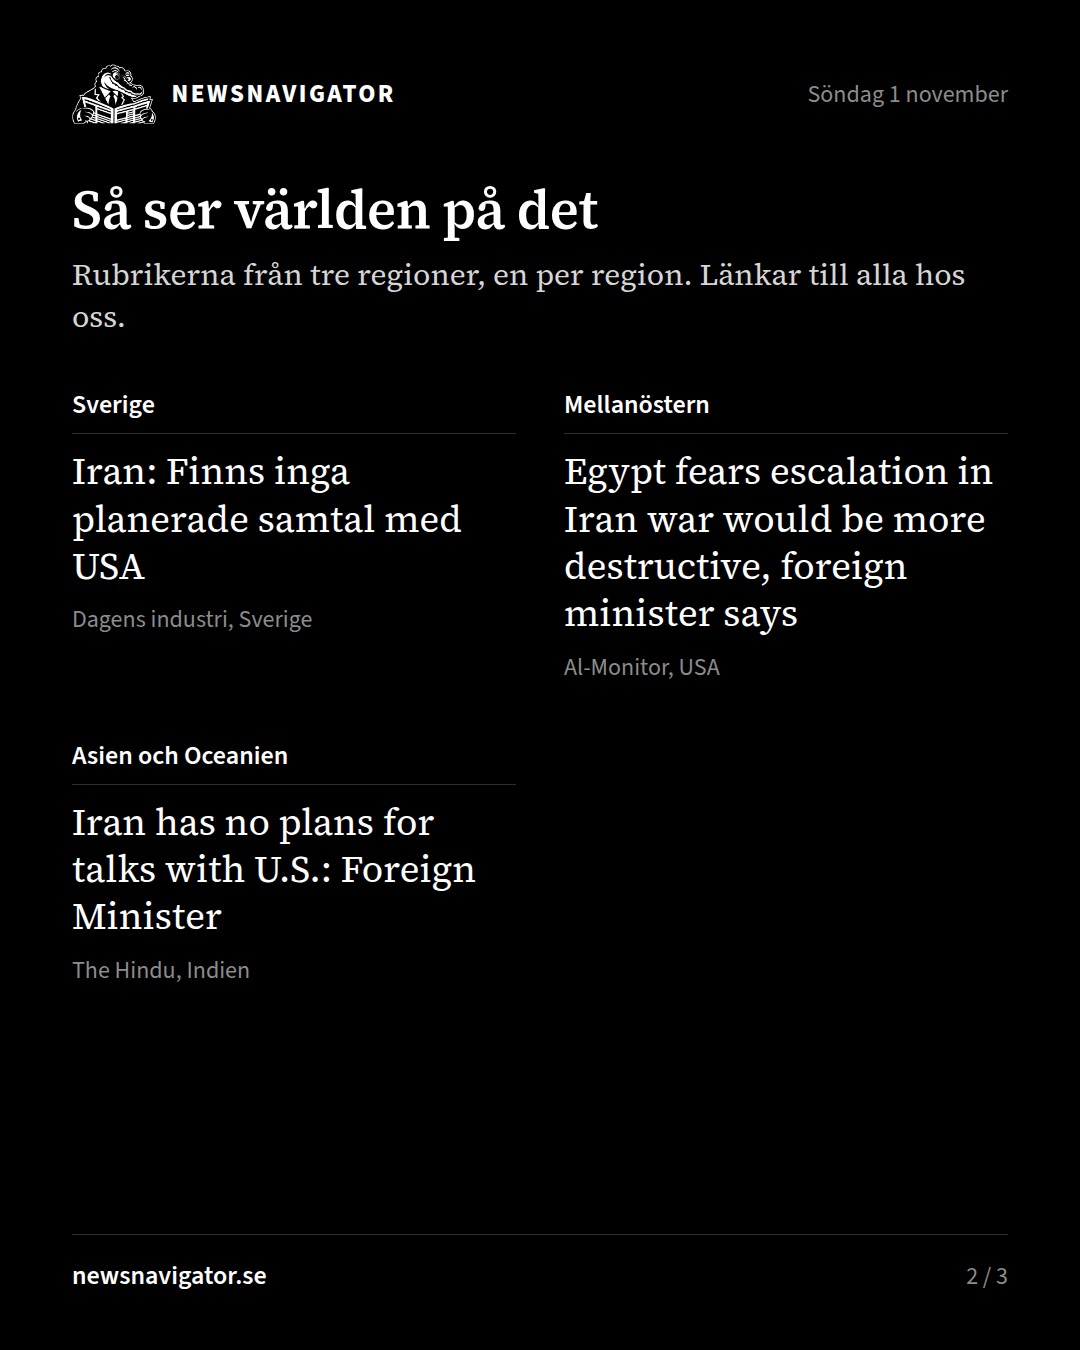 NEWSNAVIGATOR
Söndag 1 november
Så ser världen på det
Rubrikerna från tre regioner, en per region. Länkar till alla hos
oss.
Sverige
Iran: Finns inga
planerade samtal med
USA
Dagens industri, Sverige
Mellanöstern
Egypt fears escalation in
Iran war would be more
destructive, foreign
minister says
Al-Monitor, USA
Asien och Oceanien
Iran has no plans for
talks with U.S.: Foreign
Minister
The Hindu, Indien
newsnavigator.se
2 / 3